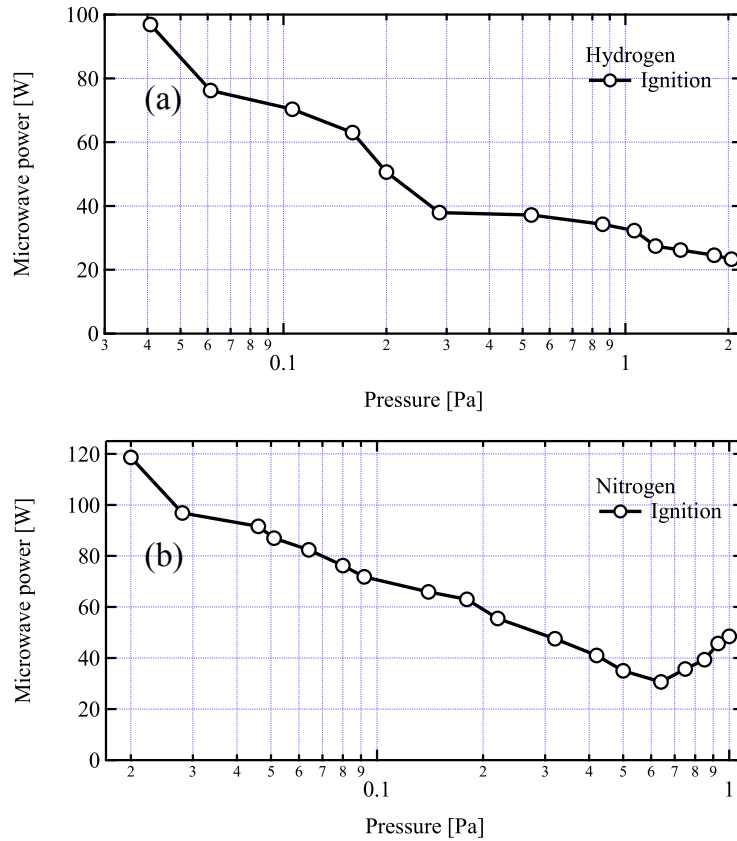 100
80
60
40
20
0
Microwave power [W]
(a)
Hydrogen
Ignition
3 4 5 6 7 8 9 0.1 2 3 4 5 6 7 8 9 1 2
Pressure [Pa]
120
100
80
60
40
20
0
Microwave power [W]
(b)
Nitrogen
Ignition
2 3 4 5 6 7 8 9 0.1 2 3 4 5 6 7 8 9 1
Pressure [Pa]